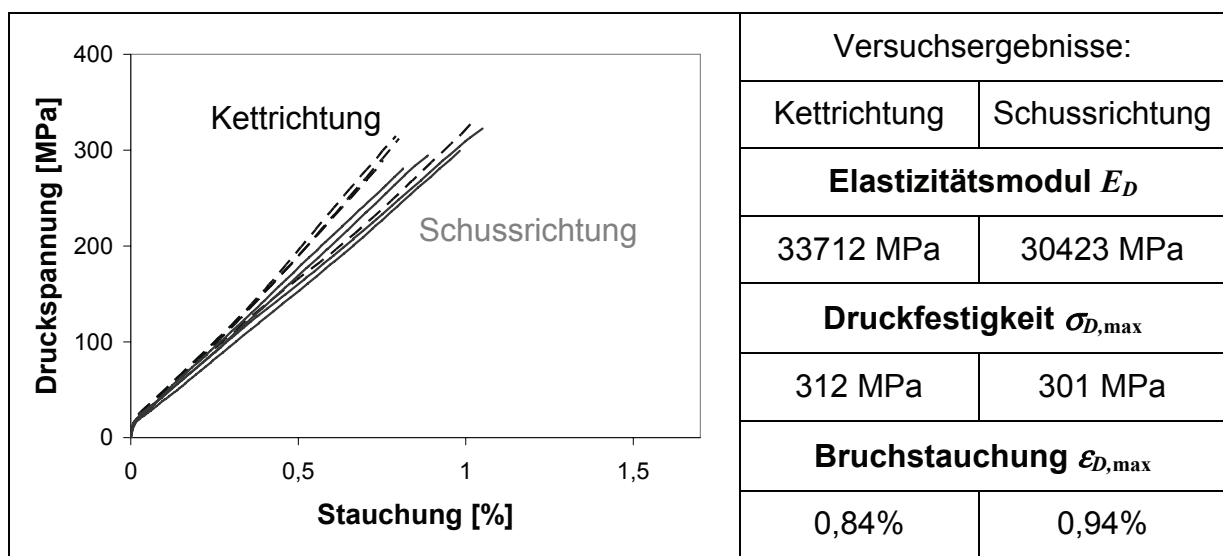 400
300
200
100
0
0
0,5
1
1,5
Druckspannung [MPa]
Stauchung [%]
Kettrichtung
Schussrichtung
Versuchsergebnisse:
Kettrichtung Schussrichtung
Elastizitätsmodul E_D
33712 MPa 30423 MPa
Druckfestigkeit σ_D,max
312 MPa 301 MPa
Bruchstauchung ε_D,max
0,84% 0,94%